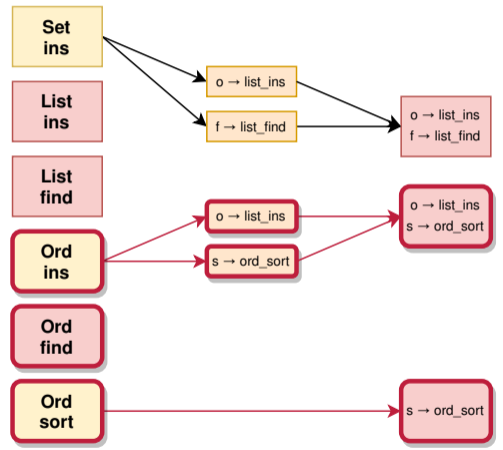 Set
ins
List
ins
List
find
Ord
ins
Ord
find
Ord
sort
o → list_ins
f → list_find
o → list_ins
s → ord_sort
o → list_ins
f → list_find
o → list_ins
s → ord_sort
s → ord_sort